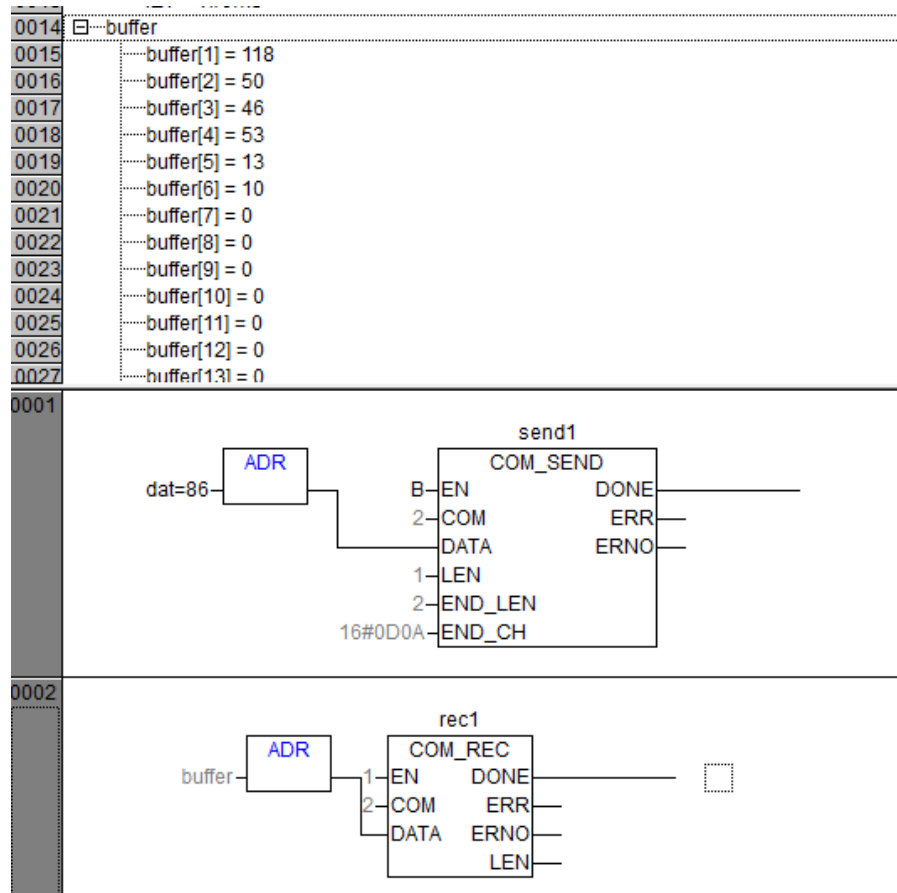 0014 buffer
0015 buffer[1] = 118
0016 buffer[2] = 50
0017 buffer[3] = 46
0018 buffer[4] = 53
0019 buffer[5] = 13
0020 buffer[6] = 10
0021 buffer[7] = 0
0022 buffer[8] = 0
0023 buffer[9] = 0
0024 buffer[10] = 0
0025 buffer[11] = 0
0026 buffer[12] = 0
0027 buffer[13] = 0
0001
send1
ADR COM_SEND
dat=86 B EN DONE
2 COM ERR
DATA ERNO
1 LEN
2 END_LEN
16#0D0A END_CH
0002
rec1
ADR COM_REC
buffer 1 EN DONE
2 COM ERR
DATA ERNO
LEN